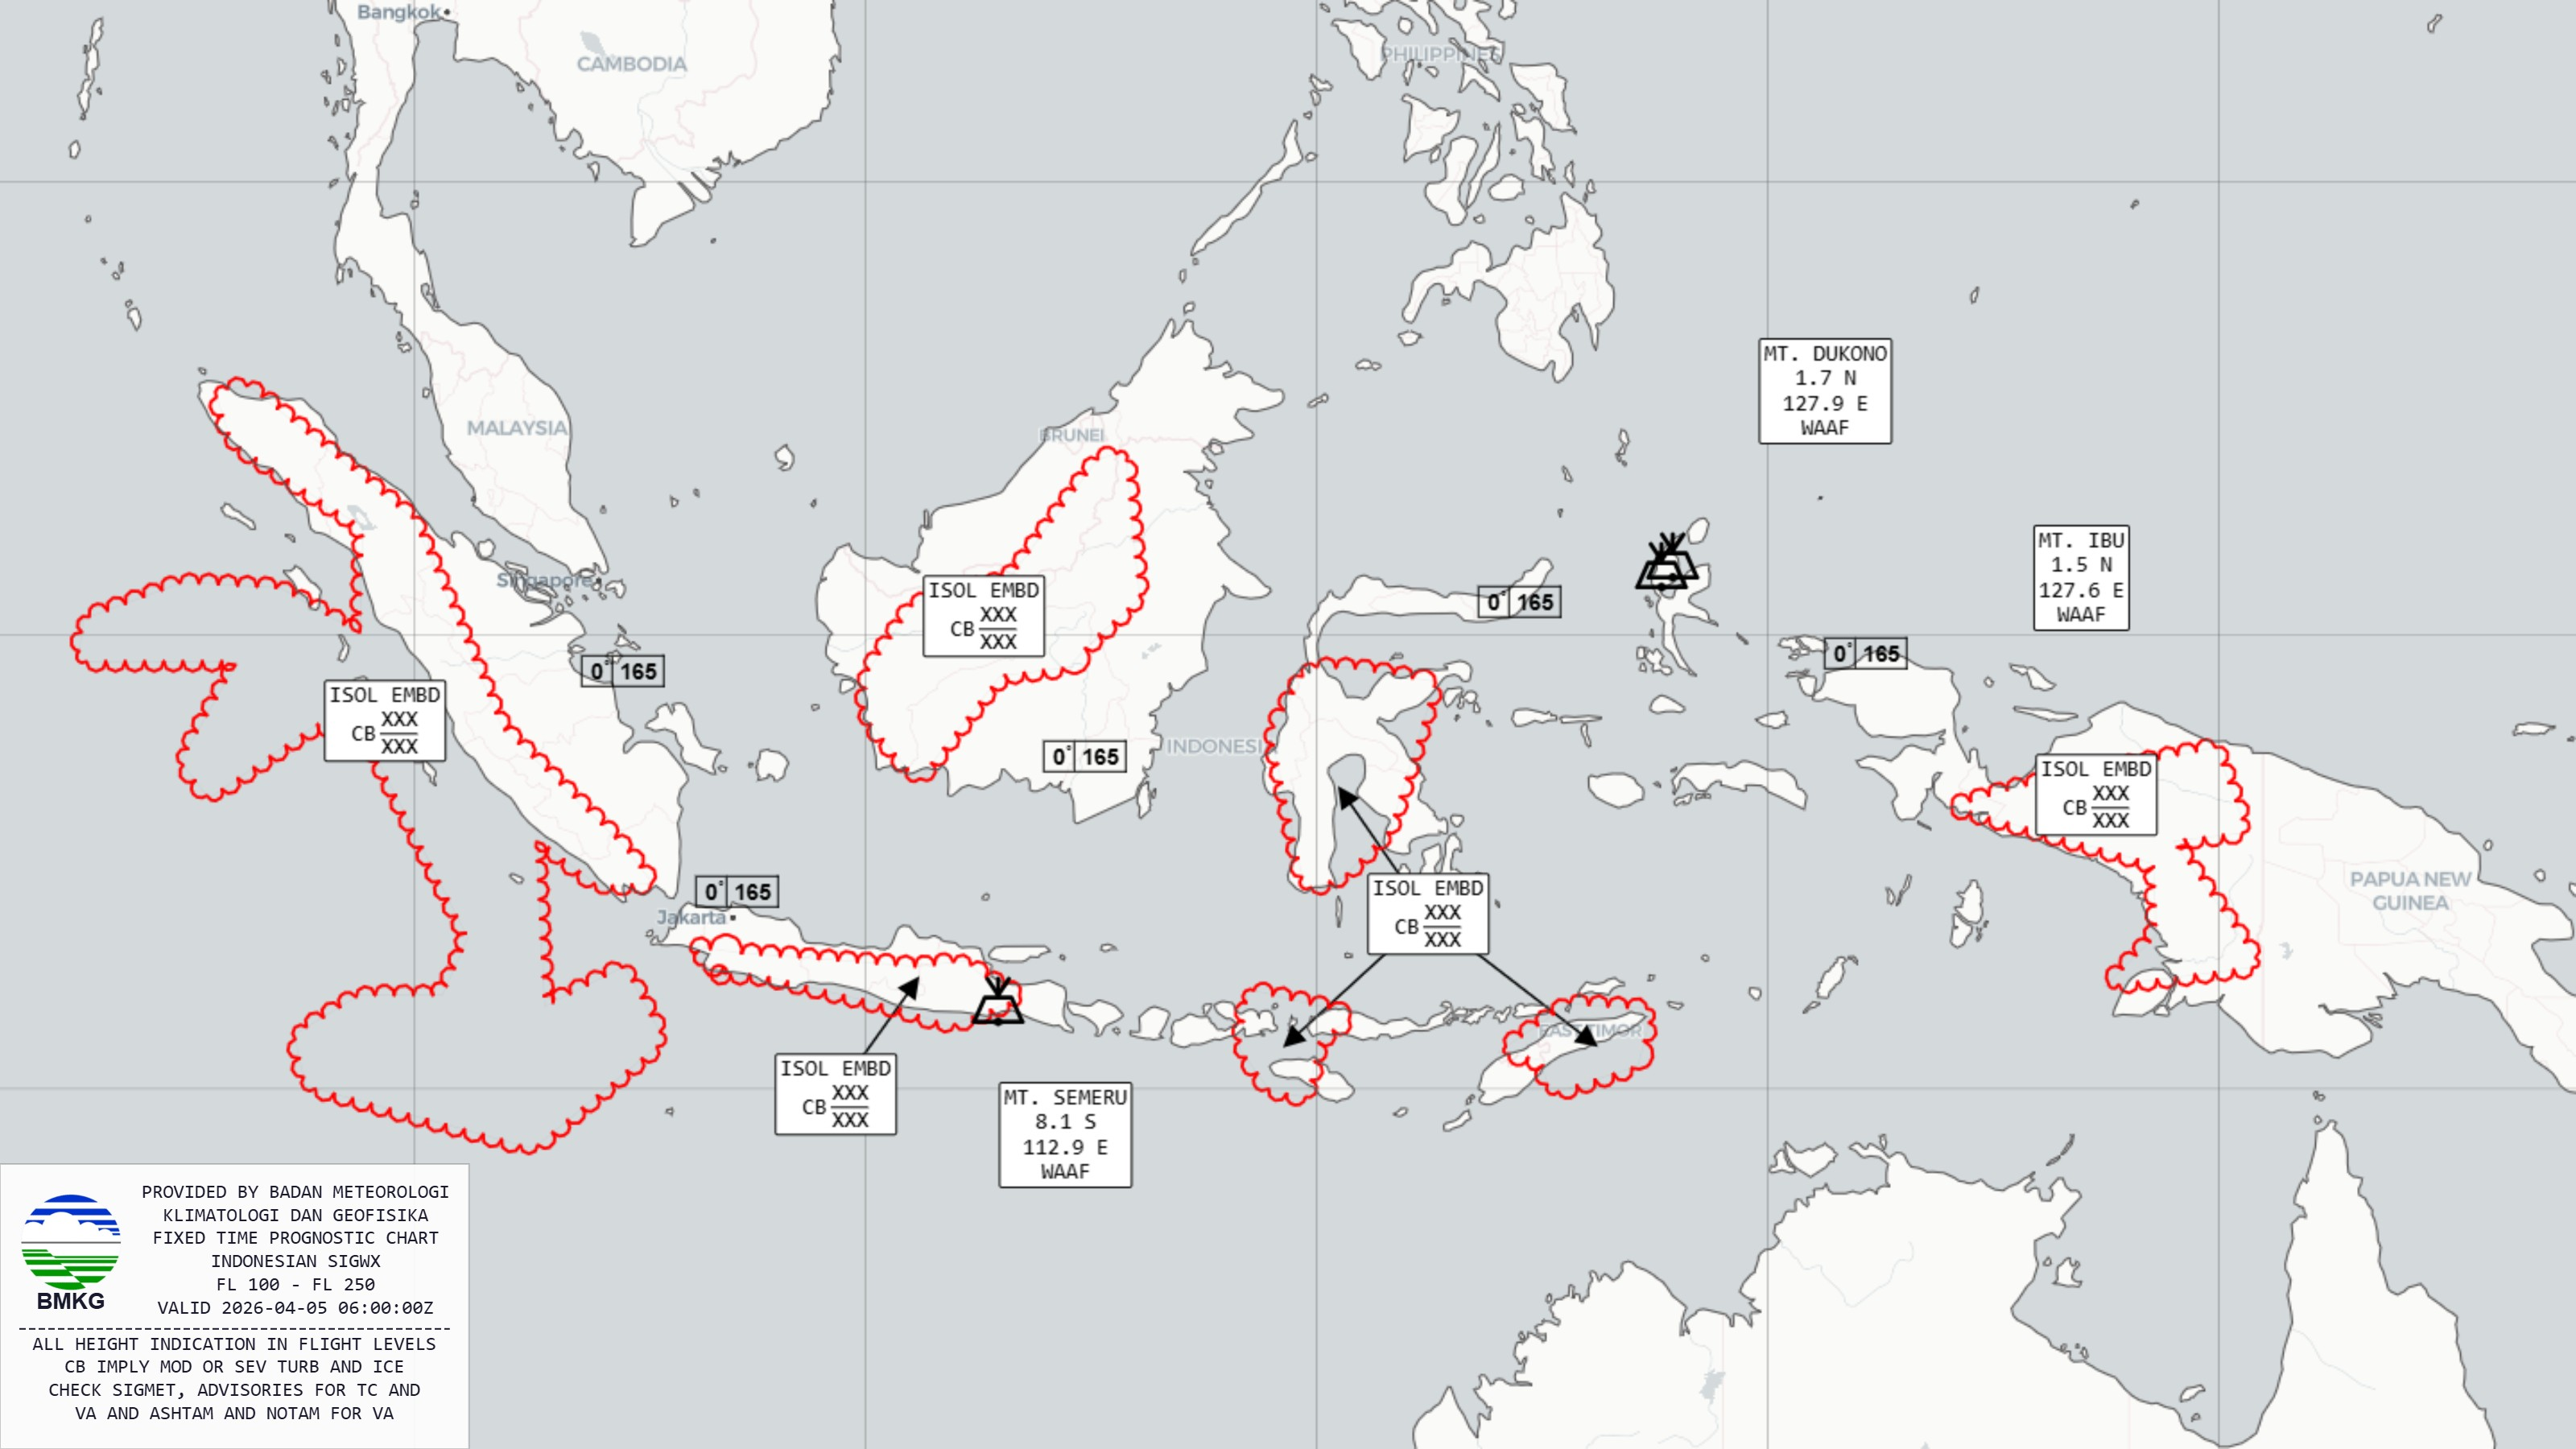 Bangkok
CAMBODIA
PHILIPPINES
MT. DUKONO
1.7 N
127.9 E
WAAF
MALAYSIA
BRUNEI
MT. IBU
1.5 N
127.6 E
WAAF
Singapore
ISOL EMBD
CB XXX
XXX
0° 165
0° 165
0° 165
ISOL EMBD
CB XXX
XXX
INDONESIA
0° 165
ISOL EMBD
CB XXX
XXX
0° 165
Jakarta
ISOL EMBD
CB XXX
XXX
PAPUA NEW
GUINEA
EAST TIMOR
ISOL EMBD
CB XXX
XXX
MT. SEMERU
8.1 S
112.9 E
WAAF
BMKG
PROVIDED BY BADAN METEOROLOGI
KLIMATOLOGI DAN GEOFISIKA
FIXED TIME PROGNOSTIC CHART
INDONESIAN SIGWX
FL 100 - FL 250
VALID 2026-04-05 06:00:00Z
ALL HEIGHT INDICATION IN FLIGHT LEVELS
CB IMPLY MOD OR SEV TURB AND ICE
CHECK SIGMET, ADVISORIES FOR TC AND
VA AND ASHTAM AND NOTAM FOR VA